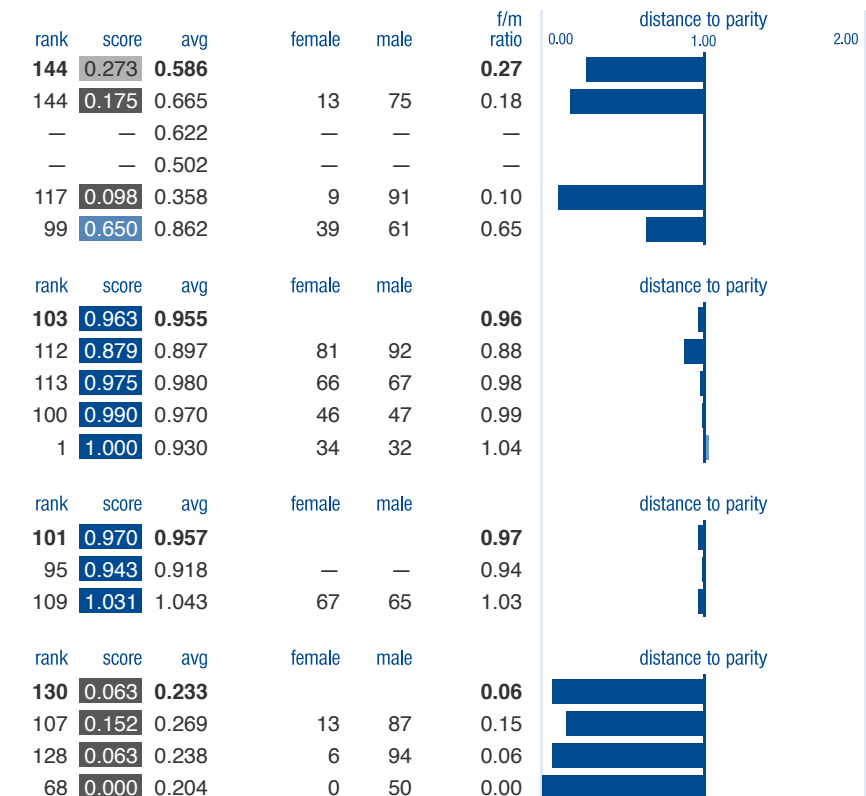 f/m distance to parity
rank score avg female male ratio 0.00 1.00 2.00
144 0.273 0.586 0.27
144 0.175 0.665 13 75 0.18
— — 0.622 — — —
— — 0.502 — — —
117 0.098 0.358 9 91 0.10
99 0.650 0.862 39 61 0.65
rank score avg female male distance to parity
103 0.963 0.955 0.96
112 0.879 0.897 81 92 0.88
113 0.975 0.980 66 67 0.98
100 0.990 0.970 46 47 0.99
1 1.000 0.930 34 32 1.04
rank score avg female male distance to parity
101 0.970 0.957 0.97
95 0.943 0.918 — — 0.94
109 1.031 1.043 67 65 1.03
rank score avg female male distance to parity
130 0.063 0.233 0.06
107 0.152 0.269 13 87 0.15
128 0.063 0.238 6 94 0.06
68 0.000 0.204 0 50 0.00